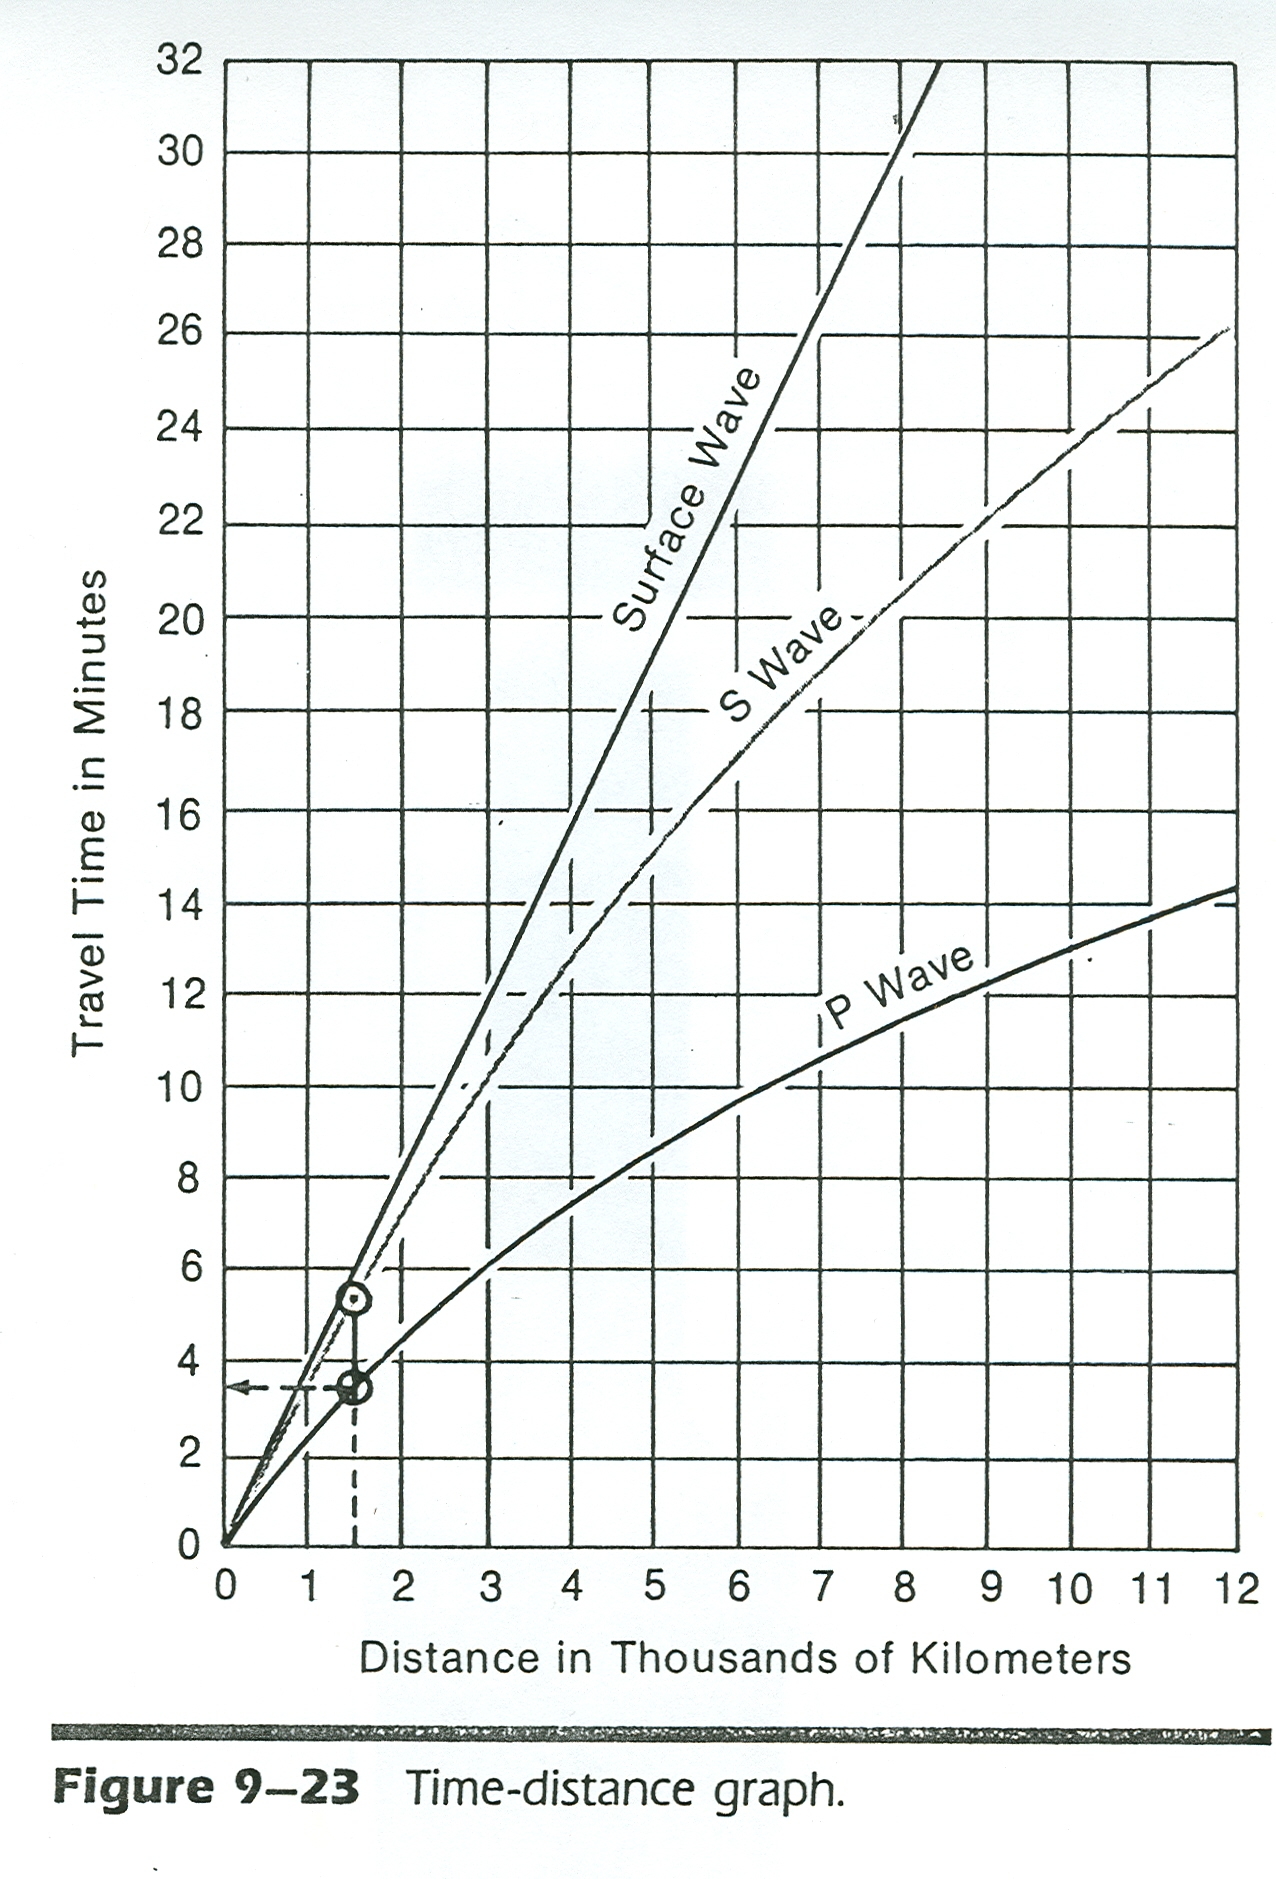 32
30
28
26
24
22
20
18
16
14
12
10
8
6
4
2
0
Travel Time in Minutes
Surface Wave
S Wave
P Wave
0 1 2 3 4 5 6 7 8 9 10 11 12
Distance in Thousands of Kilometers
Figure 9–23 Time-distance graph.